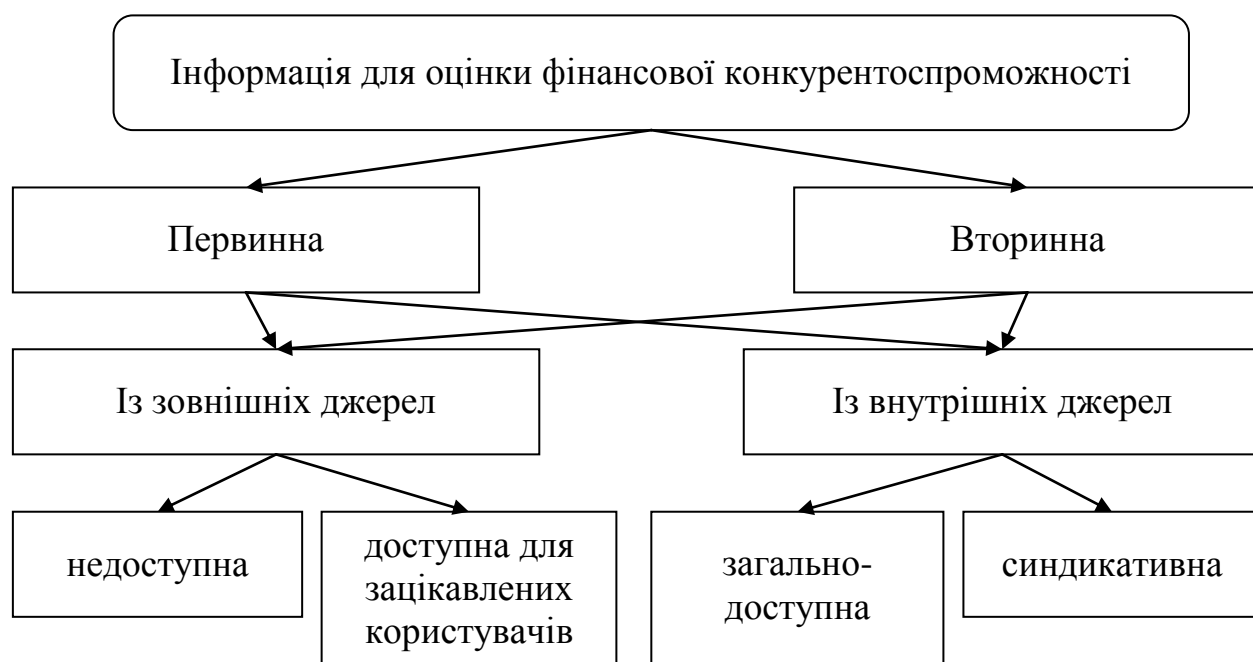 Інформація для оцінки фінансової конкурентоспроможності
Первинна
Вторинна
Із зовнішніх джерел
Із внутрішніх джерел
недоступна
доступна для
зацікавлених
користувачів
загально-
доступна
синдикативна